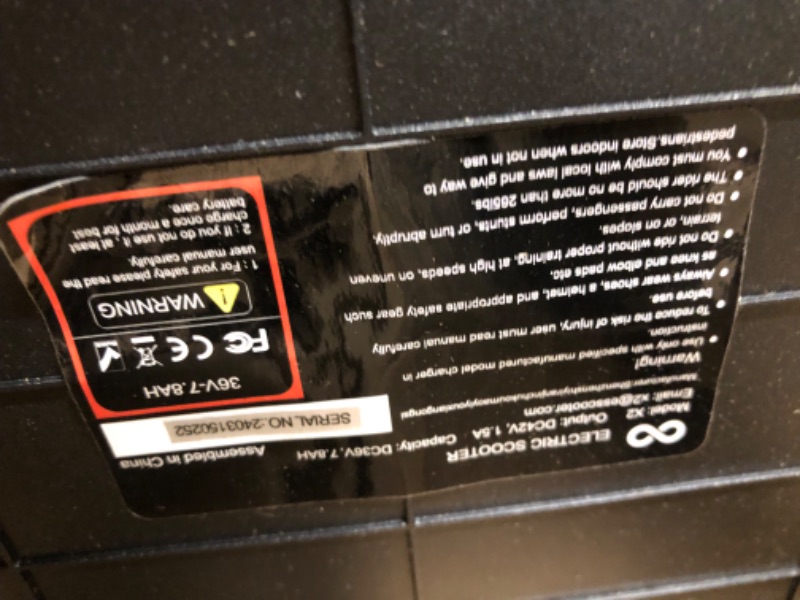 ELECTRIC SCOOTER
Model: X2 Capacity: DC36V, 7.8AH
Output: DC42V, 1.5A
Email: x2@
Assembled in China
SERIAL NO.:2403150252
Warning!
Use only with specified manufactured model charger in
instruction
To reduce the risk of injury, user must read manual carefully
before use.
Always wear shoes, a helmet, and appropriate safety gear such
as knee and elbow pads etc.
Do not ride without proper training, at high speeds, on uneven
terrain, or on slopes.
Do not carry passengers, perform stunts, or turn abruptly.
The rider should be no more than 265lbs.
You must comply with local laws and give way to
pedestrians.Store indoors when not in use.
36V-7.8AH
FC CE
WARNING
1 : For your safety please read the
user manual carefully.
2 : If you do not use it, at least
charge once a month for best
battery care.